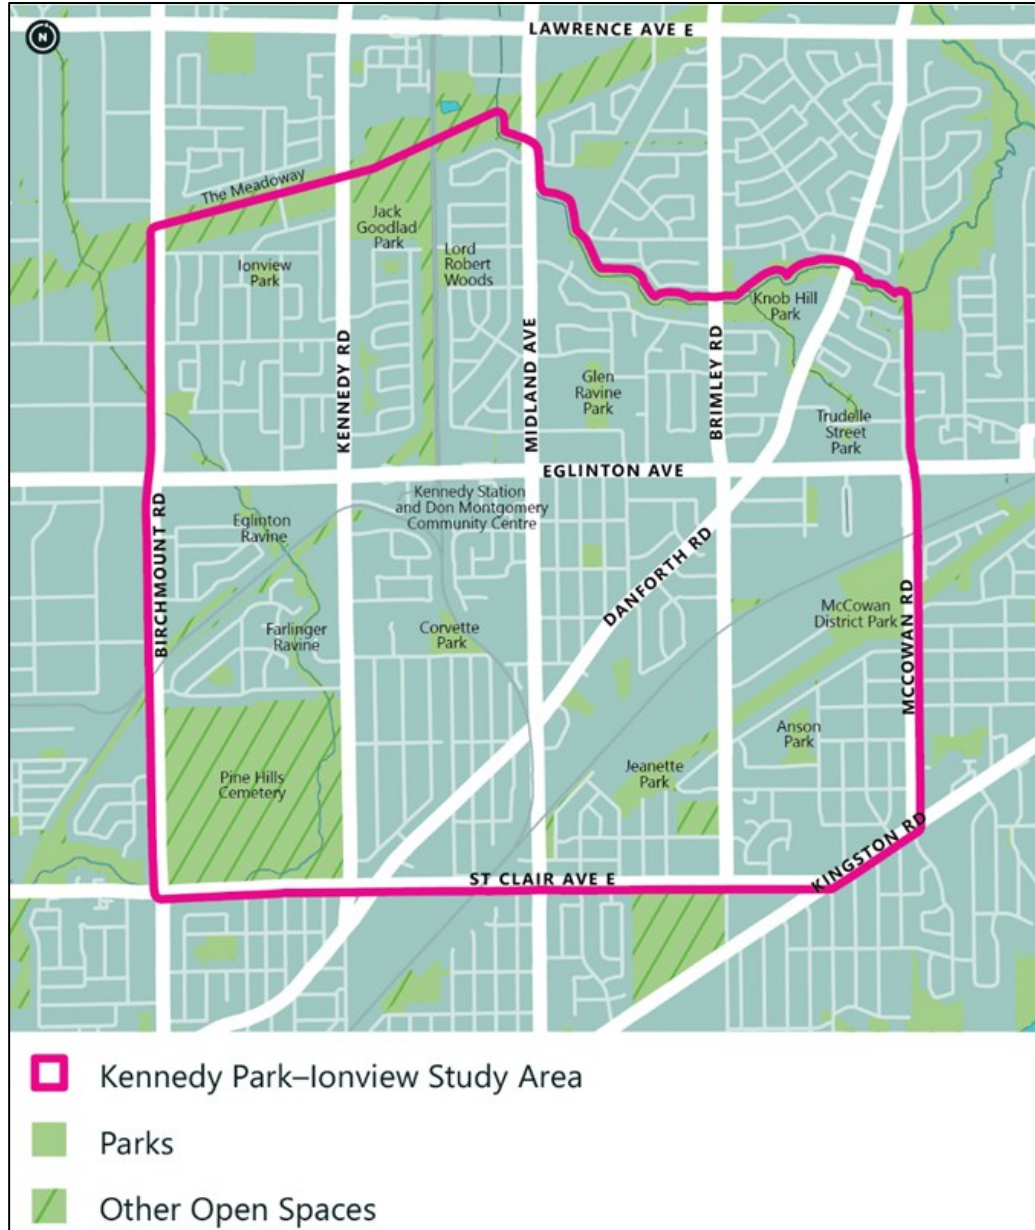 N
LAWRENCE AVE E
The Meadoway
Jack
Goodlad
Park
Ionview
Park
Lord
Robert
Woods
Knob Hill
Park
KENNEDY RD
MIDLAND AVE
BRIMLEY RD
Glen
Ravine
Park
Trudelle
Street
Park
EGLINTON AVE
Kennedy Station
and Don Montgomery
Community Centre
BIRCHMOUNT RD
Eglinton
Ravine
DANFORTH RD
MCCOWAN RD
McCowan
District Park
Farlinger
Ravine
Corvette
Park
Anson
Park
Jeanette
Park
Pine Hills
Cemetery
KINGSTON RD
ST CLAIR AVE E
Kennedy Park–Ionview Study Area
Parks
Other Open Spaces